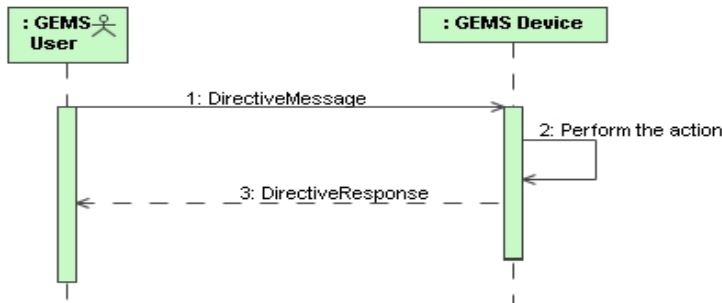 : GEMS
User
: GEMS Device
1: DirectiveMessage
2: Perform the action
3: DirectiveResponse